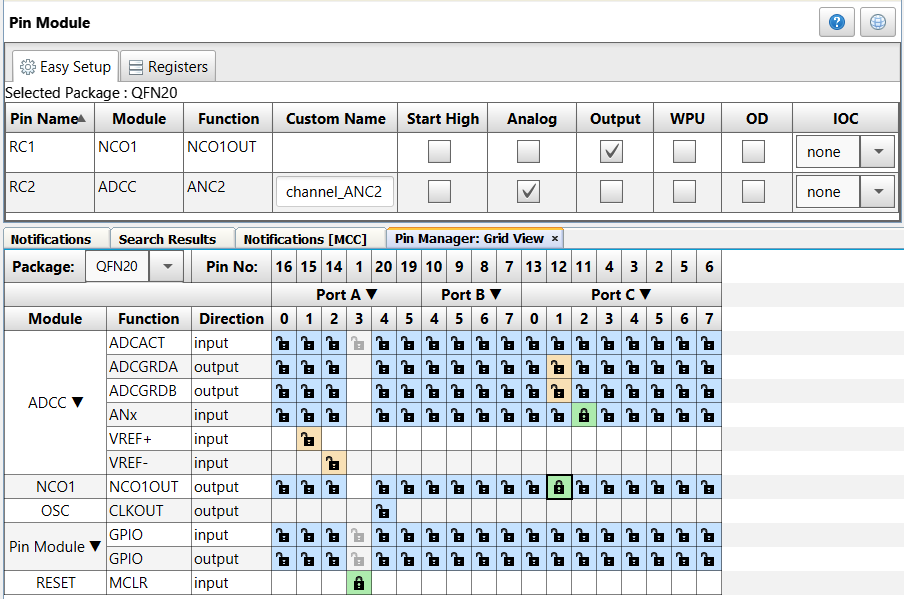 Pin Module
Easy Setup Registers
Selected Package : QFN20
Pin Name Module Function Custom Name Start High Analog Output WPU OD IOC
RC1 NCO1 NCO1OUT none
RC2 ADCC ANC2 channel_ANC2 none
Notifications Search Results Notifications [MCC] Pin Manager: Grid View ×
Package: QFN20 Pin No: 16 15 14 1 20 19 10 9 8 7 13 12 11 4 3 2 5 6
Port A ▼ Port B ▼ Port C ▼
Module Function Direction 0 1 2 3 4 5 4 5 6 7 0 1 2 3 4 5 6 7
ADCACT input
ADCGRDA output
ADCGRDB output
ADCC ▼ ANx input
VREF+ input
VREF- input
NCO1 NCO1OUT output
OSC CLKOUT output
Pin Module ▼ GPIO input
GPIO output
RESET MCLR input